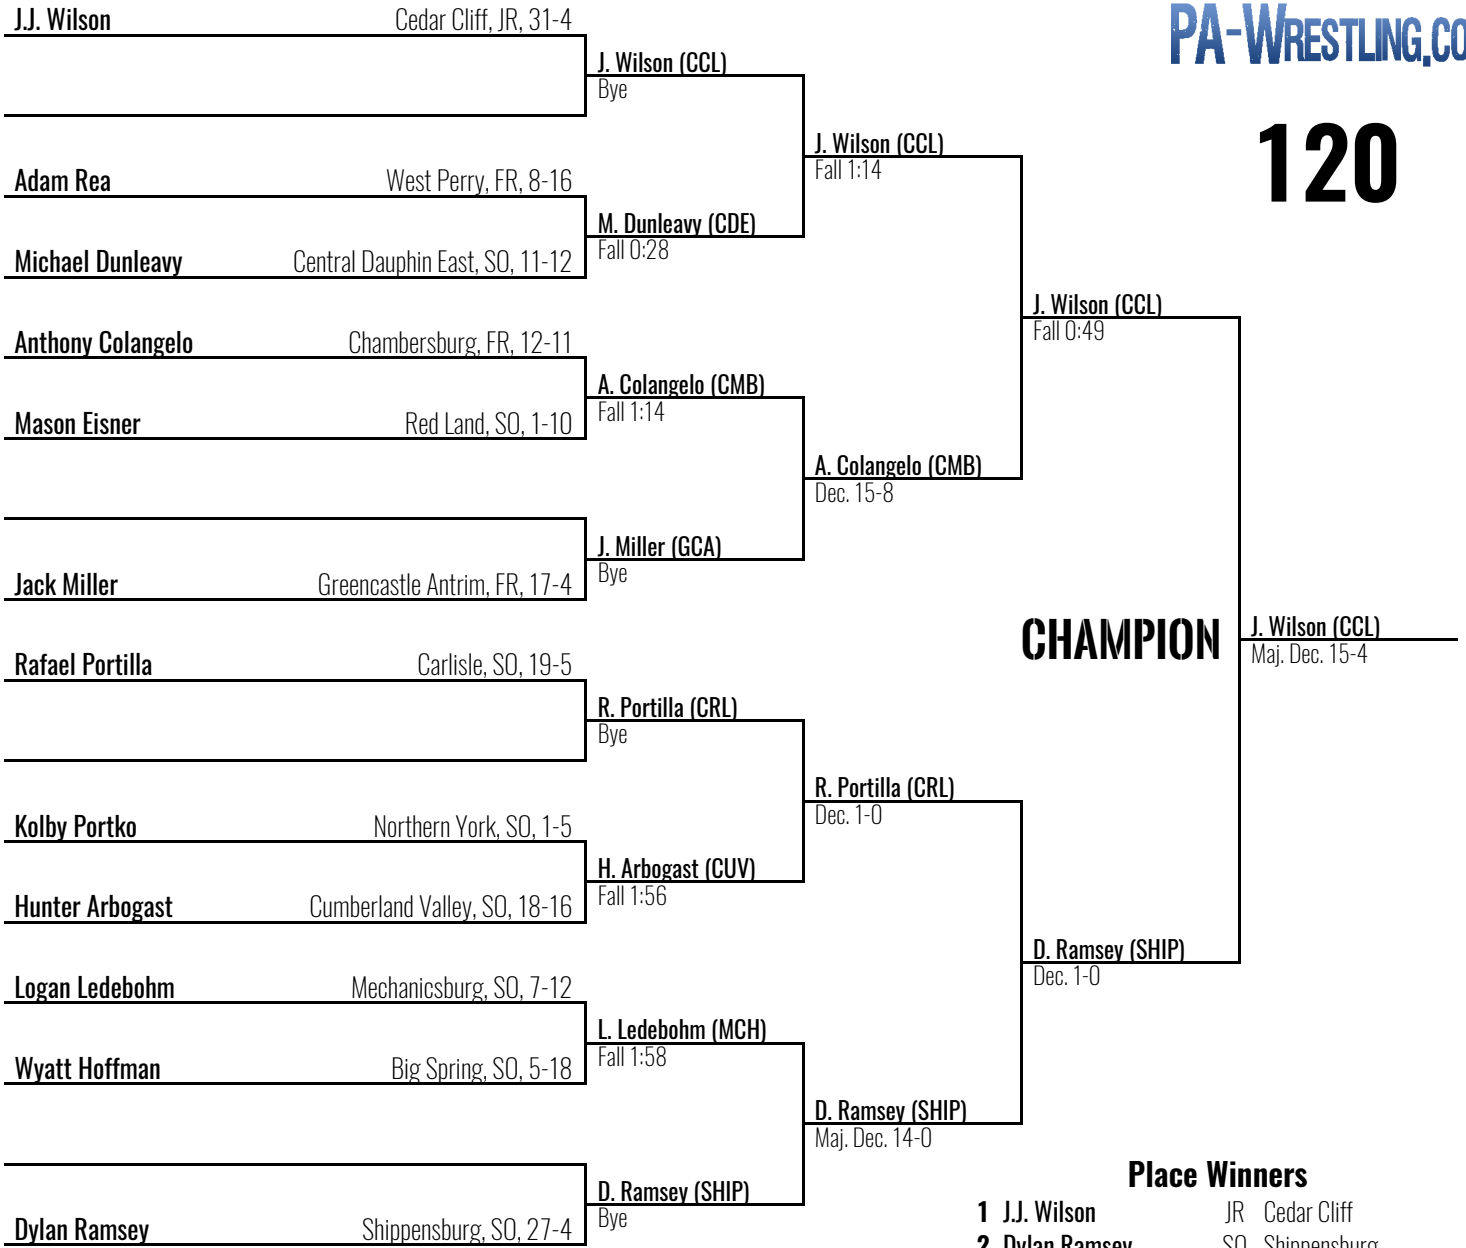 J.J. Wilson Cedar Cliff, JR, 31-4
PA-WRESTLING.CO
J. Wilson (CCL)
Bye
120
J. Wilson (CCL)
Fall 1:14
Adam Rea West Perry, FR, 8-16
M. Dunleavy (CDE)
Fall 0:28
Michael Dunleavy Central Dauphin East, SO, 11-12
J. Wilson (CCL)
Fall 0:49
Anthony Colangelo Chambersburg, FR, 12-11
A. Colangelo (CMB)
Fall 1:14
Mason Eisner Red Land, SO, 1-10
A. Colangelo (CMB)
Dec. 15-8
J. Miller (GCA)
Bye
Jack Miller Greencastle Antrim, FR, 17-4
CHAMPION
J. Wilson (CCL)
Maj. Dec. 15-4
Rafael Portilla Carlisle, SO, 19-5
R. Portilla (CRL)
Bye
R. Portilla (CRL)
Dec. 1-0
Kolby Portko Northern York, SO, 1-5
H. Arbogast (CUV)
Fall 1:56
Hunter Arbogast Cumberland Valley, SO, 18-16
D. Ramsey (SHIP)
Dec. 1-0
Logan Ledebohm Mechanicsburg, SO, 7-12
L. Ledebohm (MCH)
Fall 1:58
Wyatt Hoffman Big Spring, SO, 5-18
D. Ramsey (SHIP)
Maj. Dec. 14-0
D. Ramsey (SHIP)
Bye
Dylan Ramsey Shippensburg, SO, 27-4
Place Winners
1 J.J. Wilson JR Cedar Cliff
2 Dylan Ramsey SO Shippensburg